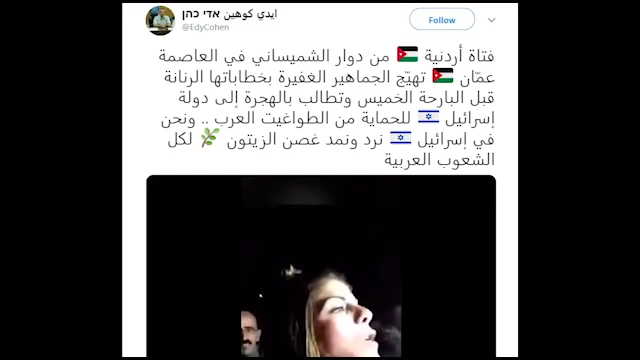 ايدي كوهين אדי כהן
@EdyCohen
Follow
فتاة أردنية 🇯🇴 من دوار الشميساني في العاصمة
عمّان 🇯🇴 تهيّج الجماهير الغفيرة بخطاباتها الرنانة
قبل البارحة الخميس وتطالب بالهجرة إلى دولة
إسرائيل 🇮🇱 للحماية من الطواغيت العرب .. ونحن
في إسرائيل 🇮🇱 نرد ونمد غصن الزيتون 🌿 لكل
الشعوب العربية